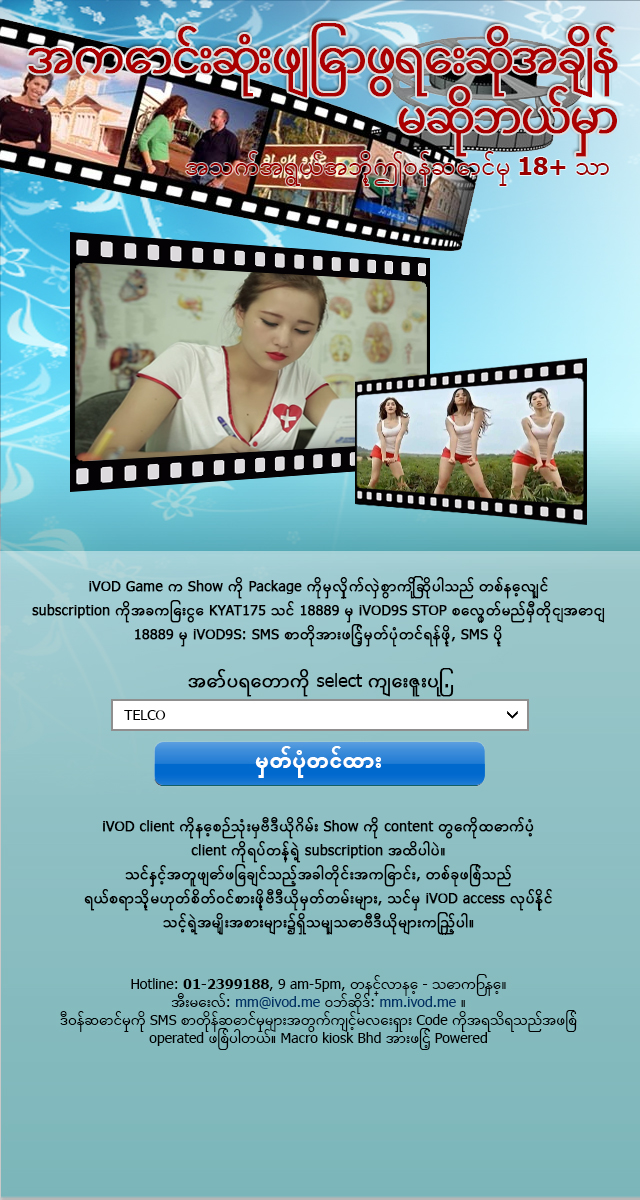 အကောင်းဆုံးဖျော်ဖြေရေးဆိုအချိန်
မဆိုဘယ်မှာ
အသက်အရွယ်အဘို့ဤဝန်ဆောင်မှု 18+ သာ
iVOD Game က Show ကို Package ကိုမှလှိုက်လှဲစွာကြိုဆိုပါသည် တစ်နေ့လျှင်
subscription ကိုအခကြေးငွေ KYAT175 သင် 18889 မှ iVOD9S STOP စေလွှတ်မည်မှီတိုင်အောင်
18889 မှ iVOD9S: SMS စာတိုအားဖြင့်မှတ်ပုံတင်ရန်ဖို့, SMS ပို့
အော်ပရေတာကို select ကျေးဇူးပြု
TELCO
မှတ်ပုံတင်ထား
iVOD client ကိုနေ့စဉ်သုံးမှဗီဒီယိုဂိမ်း Show ကို content တွေကိုထောက်ပံ့
client ကိုရပ်တန့်ရဲ့ subscription အထိပါပဲ။
သင်နှင့်အတူဖျော်ဖြေချင်သည့်အခါတိုင်းအကြောင်း, တစ်ခုဖြစ်သည်
ရယ်စရာသို့မဟုတ်စိတ်ဝင်စားဖို့ဗီဒီယိုမှတ်တမ်းများ, သင်မှ iVOD access လုပ်နိုင်
သင့်ရဲ့အမျိုးအစားများ၌ရှိသမျှသောဗီဒီယိုများကြည့်ပါ။
Hotline: 01-2399188, 9 am-5pm, တနင်္လာနေ့ - သောကြာနေ့။
အီးမေးလ်: mm@ivod.me ဝဘ်ဆိုဒ်: mm.ivod.me ။
ဒီဝန်ဆောင်မှုကို SMS စာတိုန်ဆောင်မှုများအတွက်ကျင့်မလေးရှား Code ကိုအရသိရသည်အဖြစ်
operated ဖြစ်ပါတယ်။ Macro kiosk Bhd အားဖြင့် Powered